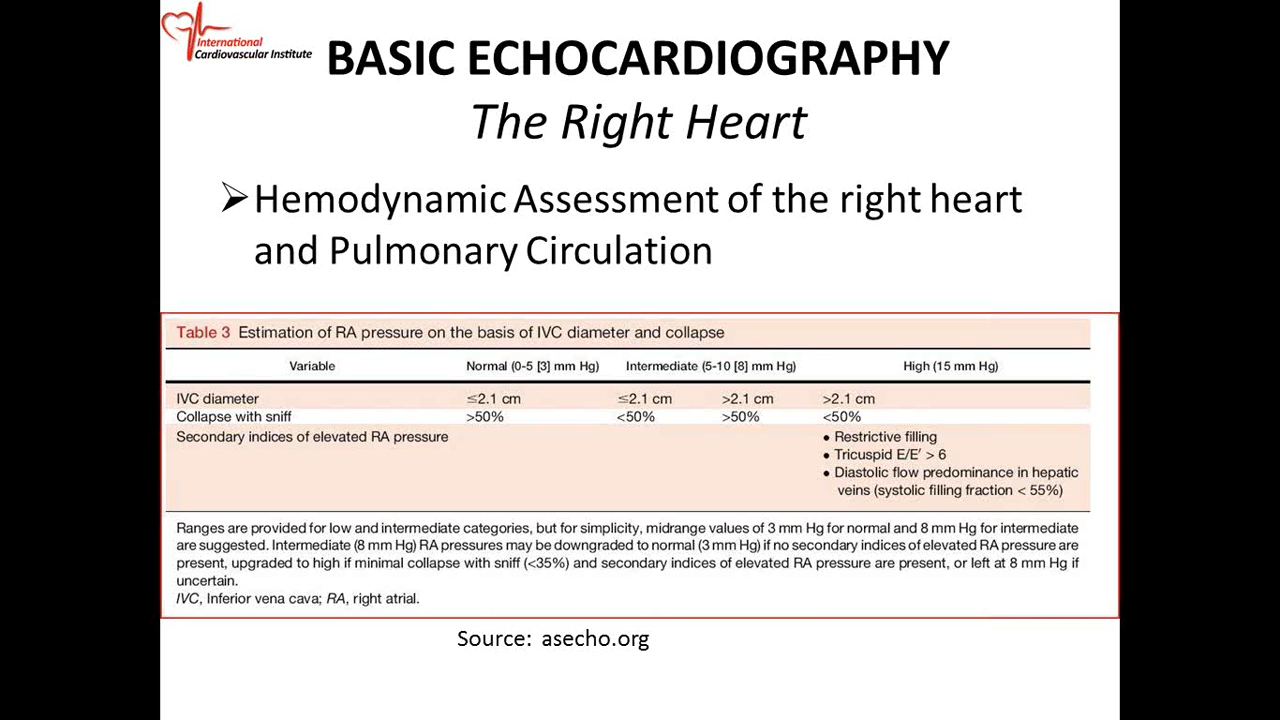 International
Cardiovascular Institute
BASIC ECHOCARDIOGRAPHY
The Right Heart
➢Hemodynamic Assessment of the right heart
and Pulmonary Circulation
Table 3 Estimation of RA pressure on the basis of IVC diameter and collapse
Variable Normal (0-5 [3] mm Hg) Intermediate (5-10 [8] mm Hg) High (15 mm Hg)
IVC diameter ≤2.1 cm ≤2.1 cm >2.1 cm >2.1 cm
Collapse with sniff >50% <50% >50% <50%
Secondary indices of elevated RA pressure • Restrictive filling
• Tricuspid E/E′ > 6
• Diastolic flow predominance in hepatic
veins (systolic filling fraction < 55%)
Ranges are provided for low and intermediate categories, but for simplicity, midrange values of 3 mm Hg for normal and 8 mm Hg for intermediate
are suggested. Intermediate (8 mm Hg) RA pressures may be downgraded to normal (3 mm Hg) if no secondary indices of elevated RA pressure are
present, upgraded to high if minimal collapse with sniff (<35%) and secondary indices of elevated RA pressure are present, or left at 8 mm Hg if
uncertain.
IVC, Inferior vena cava; RA, right atrial.
Source: asecho.org